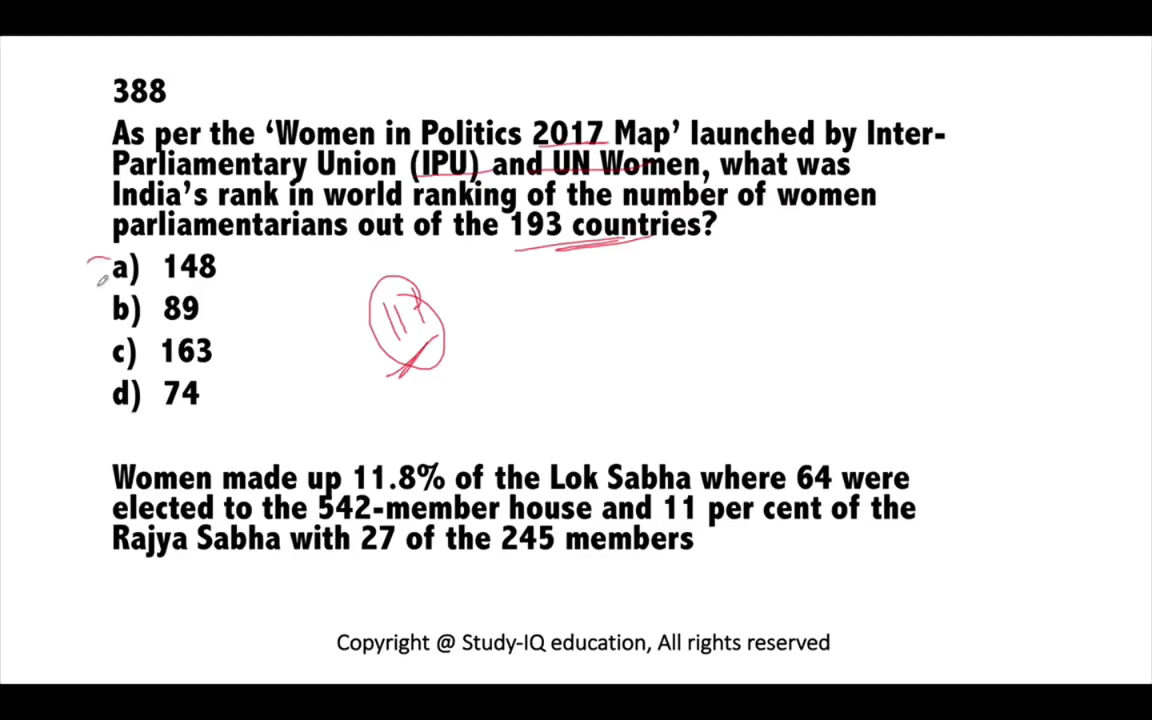 388
As per the ‘Women in Politics 2017 Map’ launched by Inter-
Parliamentary Union (IPU) and UN Women, what was
India’s rank in world ranking of the number of women
parliamentarians out of the 193 countries?
a) 148
b) 89
c) 163
d) 74
Women made up 11.8% of the Lok Sabha where 64 were
elected to the 542-member house and 11 per cent of the
Rajya Sabha with 27 of the 245 members
Copyright @ Study-IQ education, All rights reserved